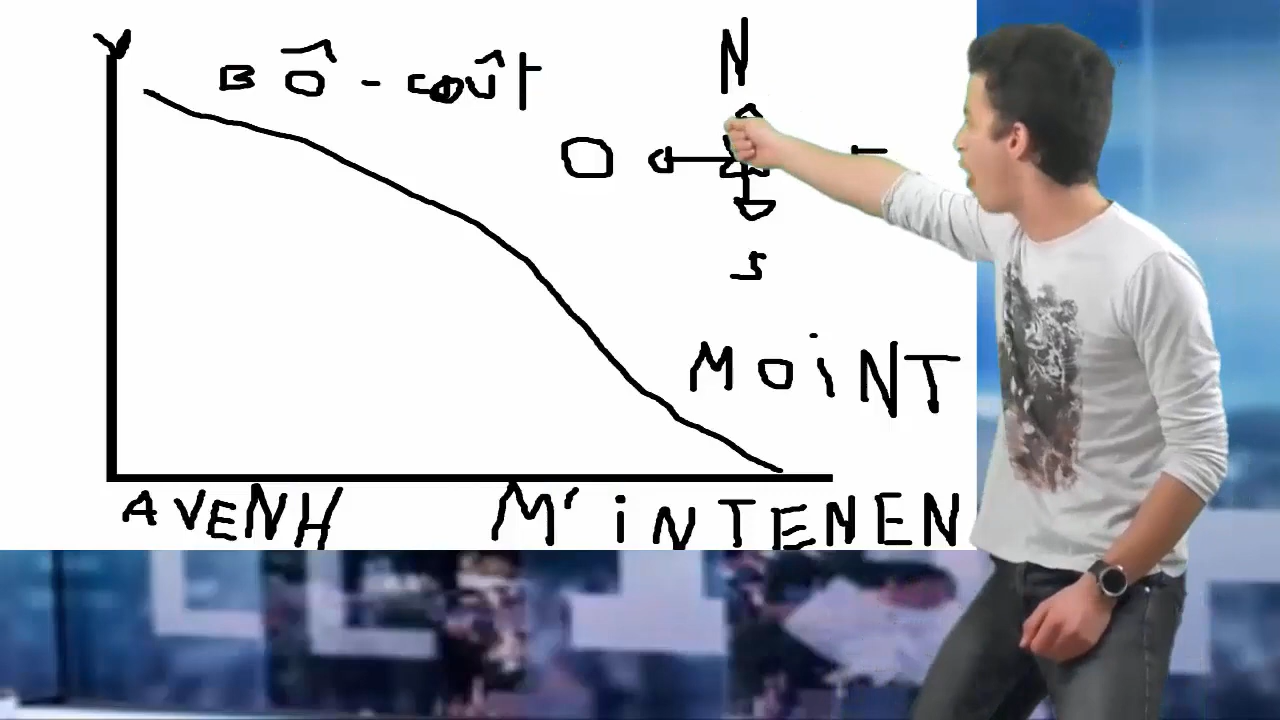 BÔ - coÛt
N
O
S
MOiNT
AVENH M'iNTENEN